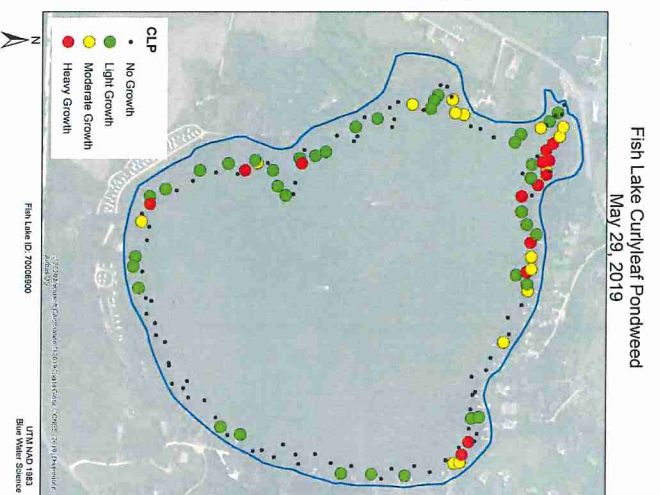 Fish Lake Curlyleaf Pondweed
May 29, 2019
CLP
No Growth
Light Growth
Moderate Growth
Heavy Growth
N
Fish Lake ID: 70006900
UTM NAD 1983
Blue Water Science